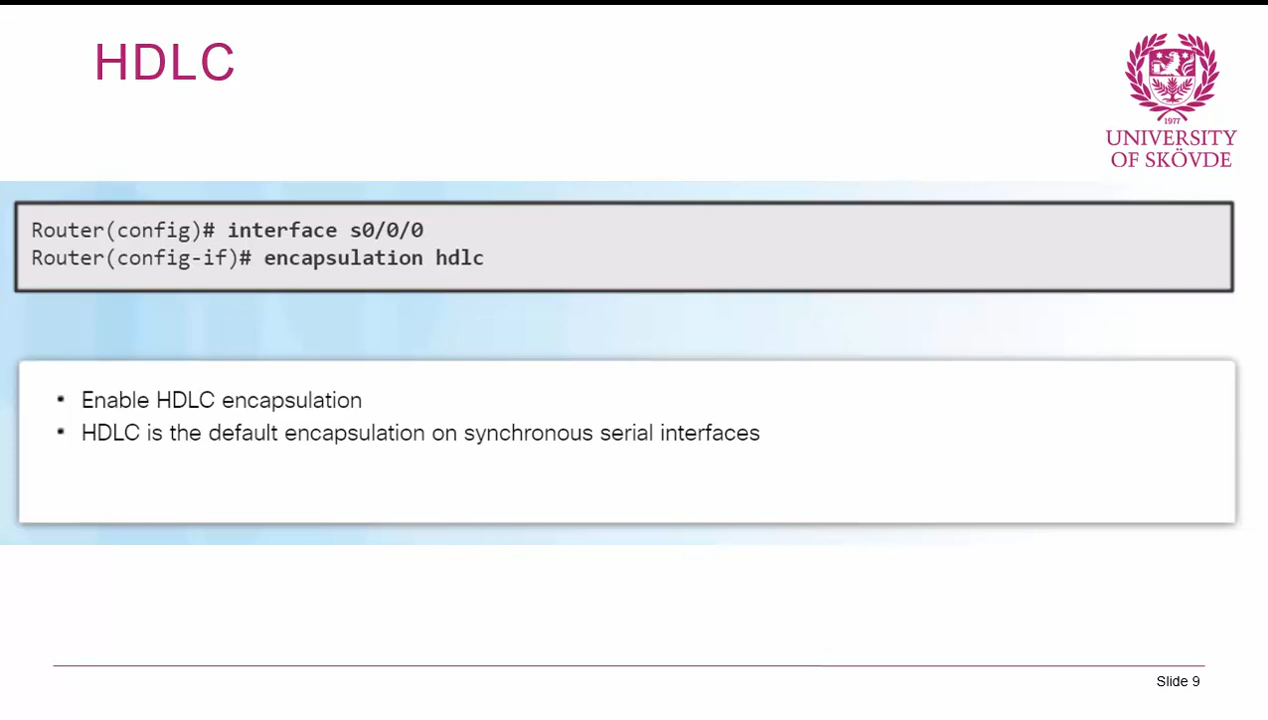 HDLC
1977
UNIVERSITY
OF SKÖVDE
Router(config)# interface s0/0/0
Router(config-if)# encapsulation hdlc
• Enable HDLC encapsulation
• HDLC is the default encapsulation on synchronous serial interfaces
Slide 9